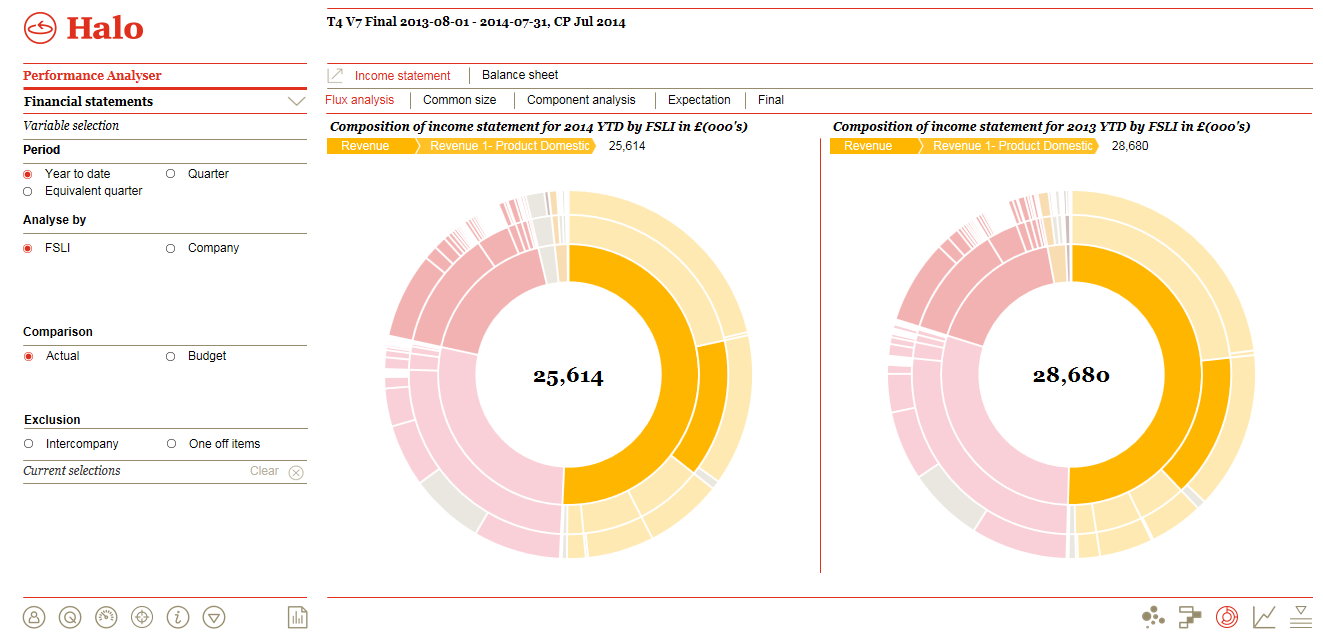 Halo
T4 V7 Final 2013-08-01 - 2014-07-31, CP Jul 2014
Performance Analyser
Income statement
Balance sheet
Financial statements
Flux analysis
Common size
Component analysis
Expectation
Final
Variable selection
Period
Year to date
Quarter
Equivalent quarter
Analyse by
FSLI
Company
Comparison
Actual
Budget
Exclusion
Intercompany
One off items
Current selections
Clear
Composition of income statement for 2014 YTD by FSLI in £(000's)
Revenue
Revenue 1- Product Domestic
25,614
25,614
Composition of income statement for 2013 YTD by FSLI in £(000's)
Revenue
Revenue 1- Product Domestic
28,680
28,680